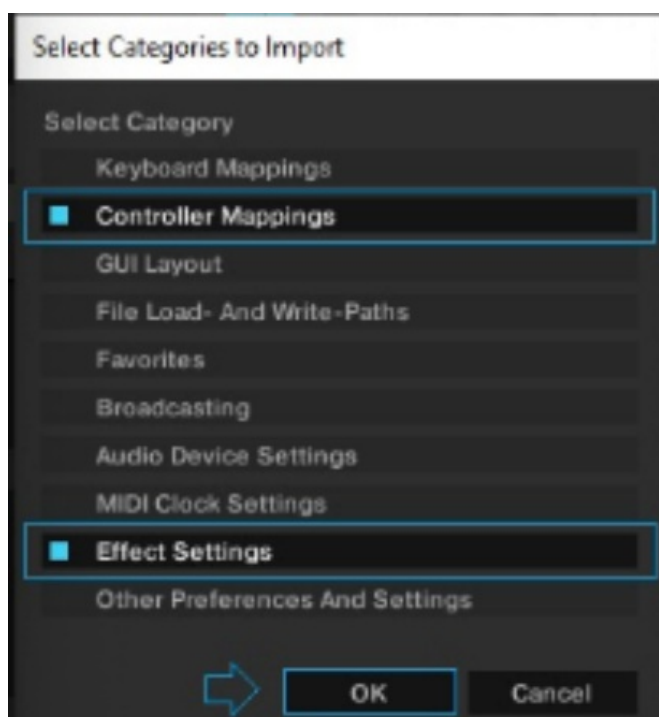 Select Categories to Import
Select Category
Keyboard Mappings
Controller Mappings
GUI Layout
File Load- And Write-Paths
Favorites
Broadcasting
Audio Device Settings
MIDI Clock Settings
Effect Settings
Other Preferences And Settings
OK Cancel